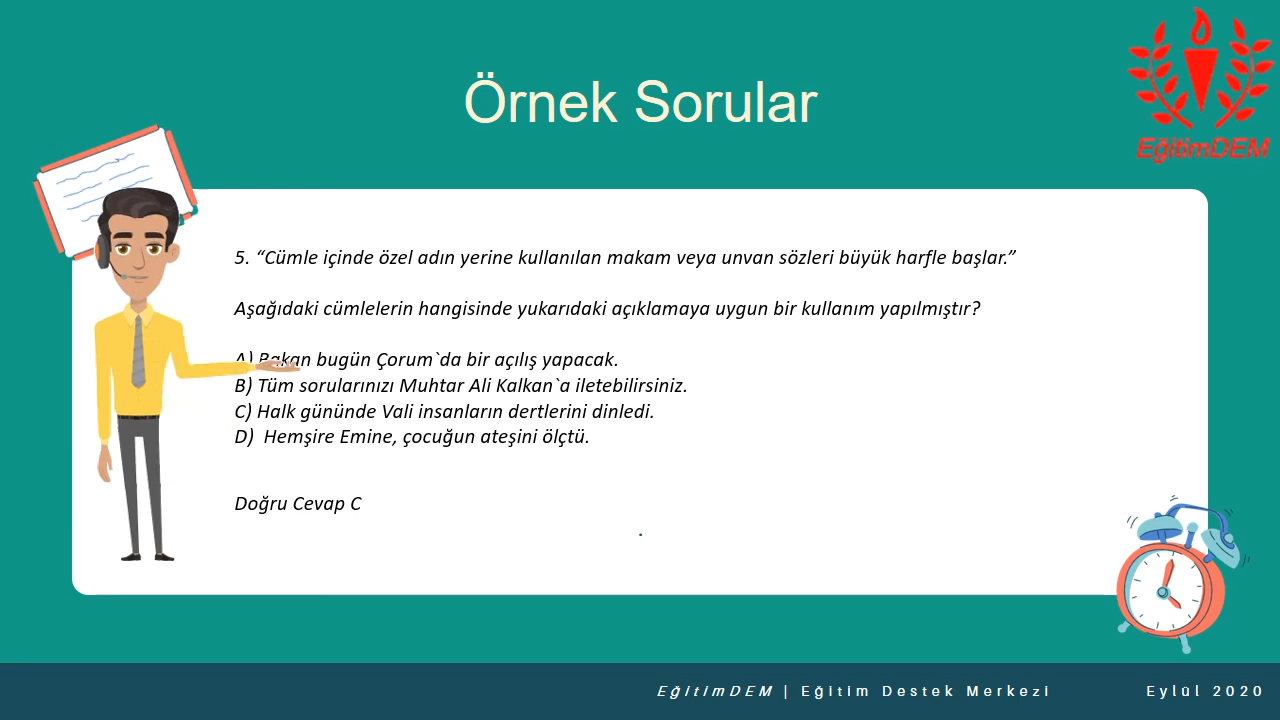 EğitimDEM
Örnek Sorular
5. “Cümle içinde özel adın yerine kullanılan makam veya unvan sözleri büyük harfle başlar.”
Aşağıdaki cümlelerin hangisinde yukarıdaki açıklamaya uygun bir kullanım yapılmıştır?
A) Bakan bugün Çorum`da bir açılış yapacak.
B) Tüm sorularınızı Muhtar Ali Kalkan`a iletebilirsiniz.
C) Halk gününde Vali insanların dertlerini dinledi.
D) Hemşire Emine, çocuğun ateşini ölçtü.
Doğru Cevap C
.
EğitimDEM | Eğitim Destek Merkezi
Eylül 2020